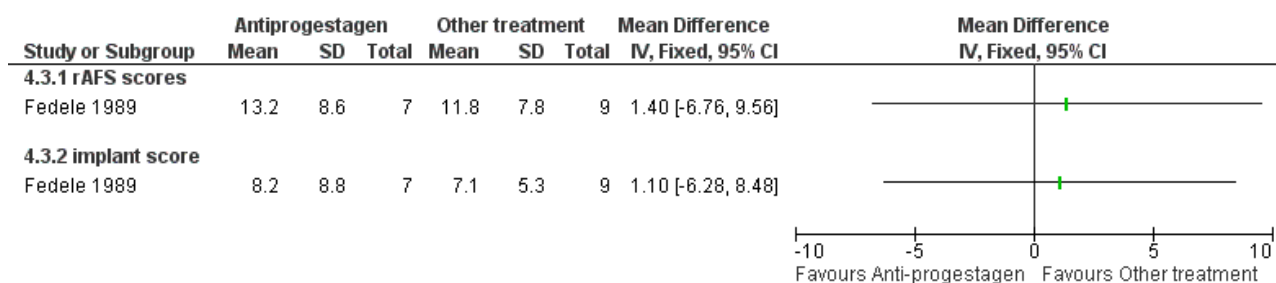 Antiprogestagen Other treatment Mean Difference Mean Difference
Study or Subgroup Mean SD Total Mean SD Total IV, Fixed, 95% CI IV, Fixed, 95% CI
4.3.1 rAFS scores
Fedele 1989 13.2 8.6 7 11.8 7.8 9 1.40 [-6.76, 9.56]
4.3.2 implant score
Fedele 1989 8.2 8.8 7 7.1 5.3 9 1.10 [-6.28, 8.48]
-10 -5 0 5 10
Favours Anti-progestagen Favours Other treatment